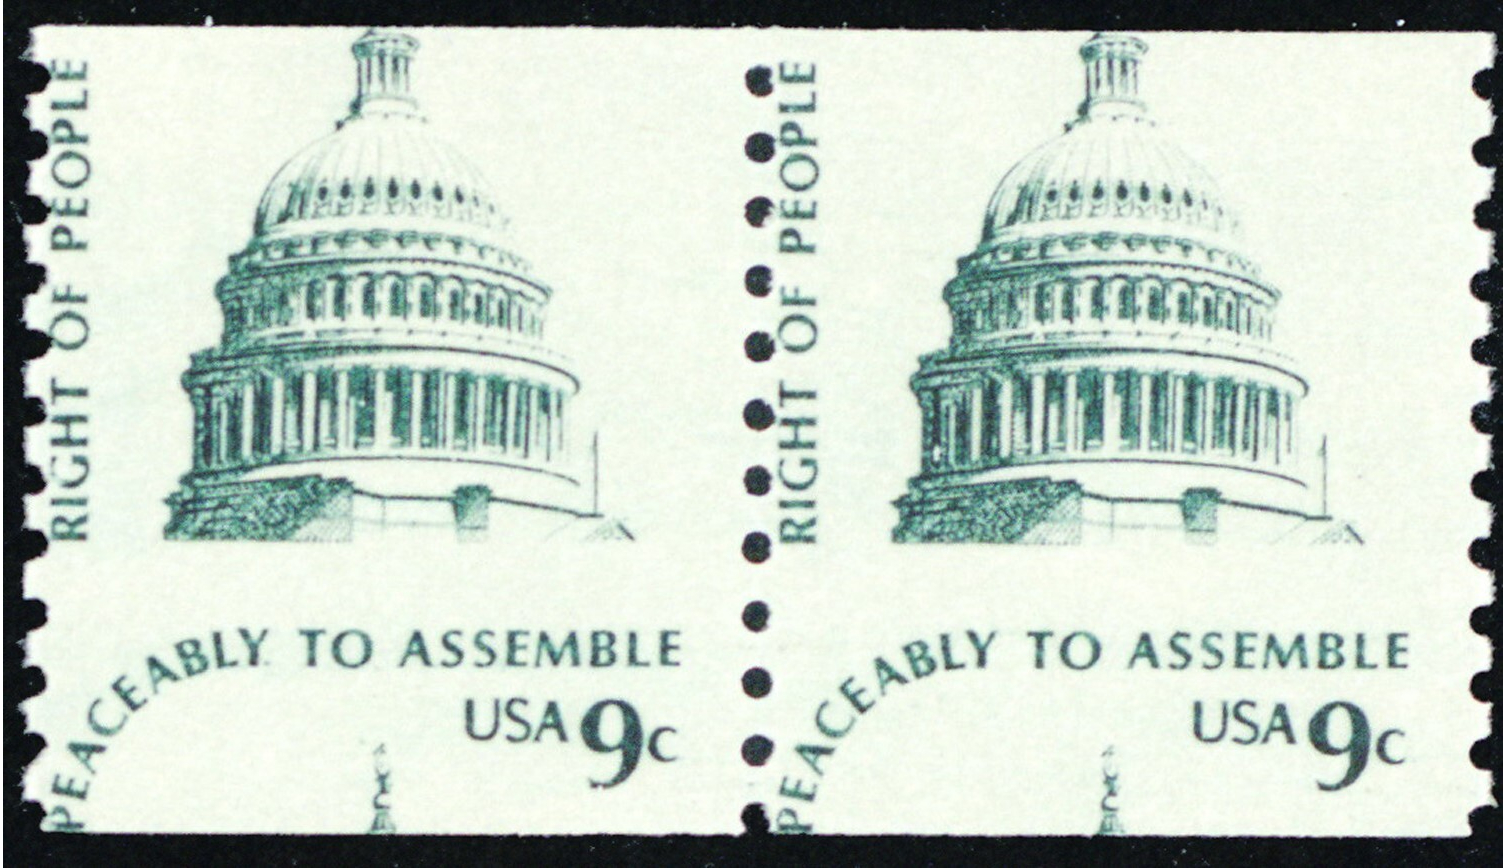 RIGHT OF PEOPLE
PEACEABLY TO ASSEMBLE
USA 9c
RIGHT OF PEOPLE
PEACEABLY TO ASSEMBLE
USA 9c